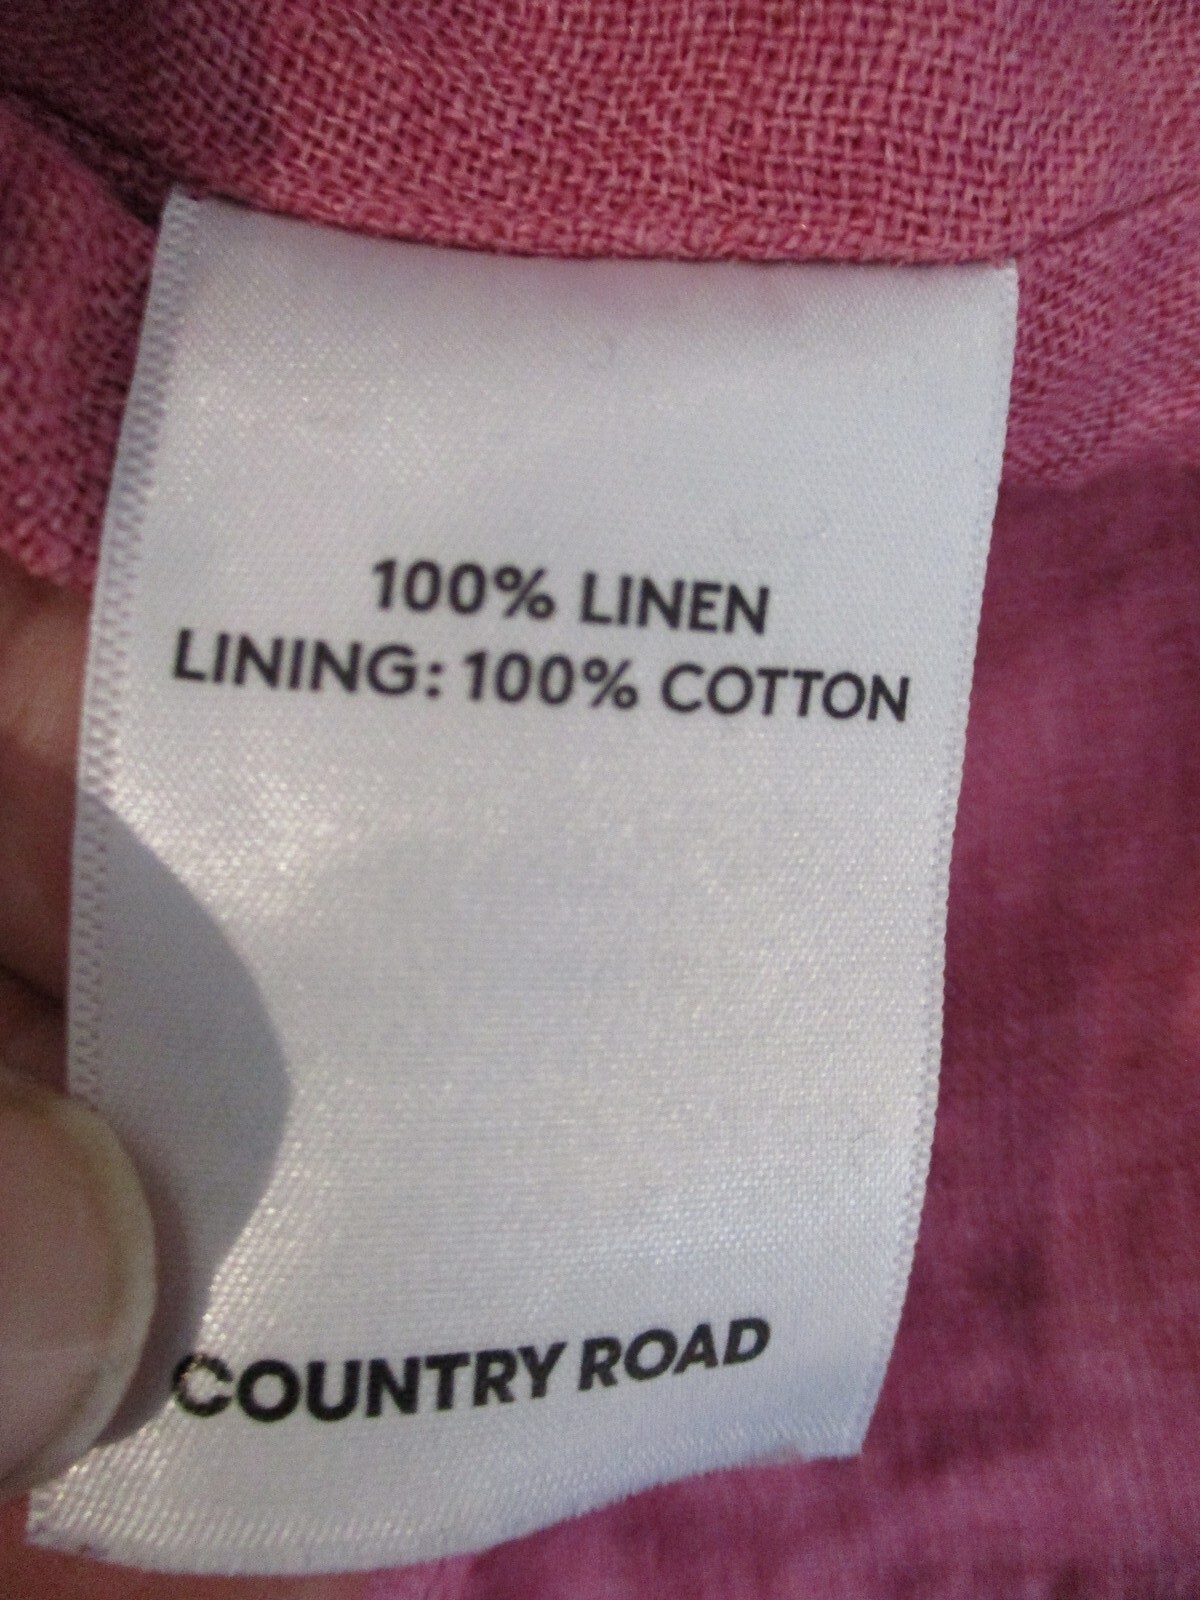 100% LINEN
LINING: 100% COTTON
COUNTRY ROAD